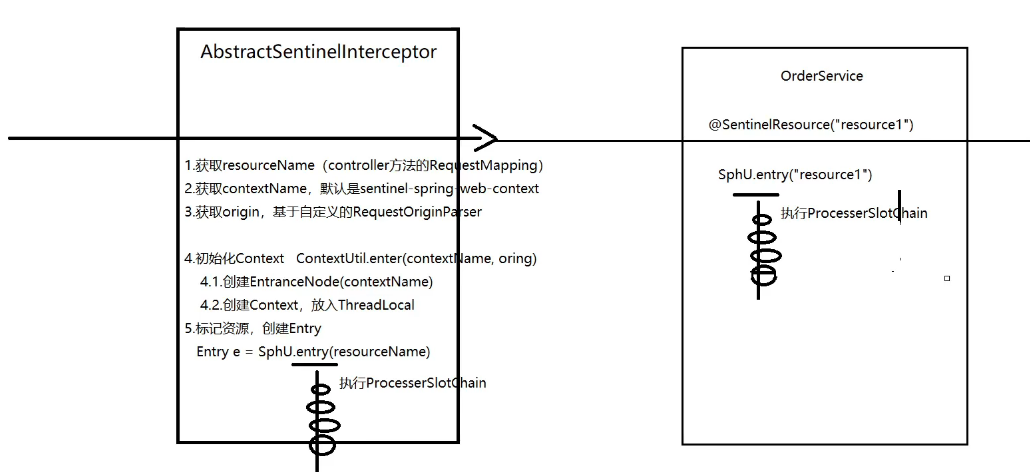 AbstractSentinelInterceptor
1.获取resourceName（controller方法的RequestMapping）
2.获取contextName，默认是sentinel-spring-web-context
3.获取origin，基于自定义的RequestOriginParser
4.初始化Context ContextUtil.enter(contextName, oring)
4.1.创建EntranceNode(contextName)
4.2.创建Context，放入ThreadLocal
5.标记资源，创建Entry
Entry e = SphU.entry(resourceName)
执行ProcesserSlotChain
OrderService
@SentinelResource("resource1")
SphU.entry("resource1")
执行ProcesserSlotChain